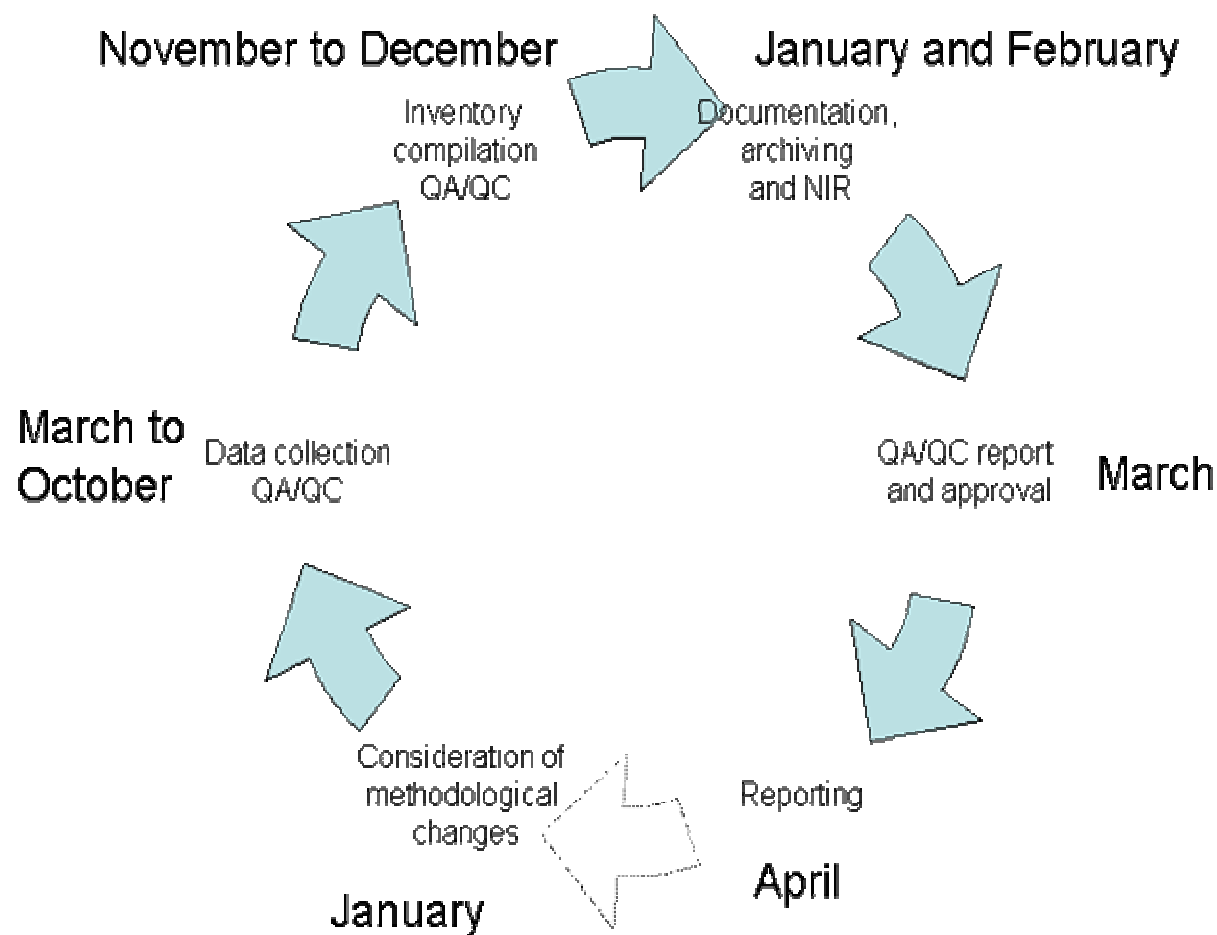 November to December
January and February
Inventory
compilation
QA/QC
Documentation,
archiving
and NIR
March to
October
Data collection
QA/QC
QA/QC report
and approval
March
Consideration of
methodological
changes
January
Reporting
April